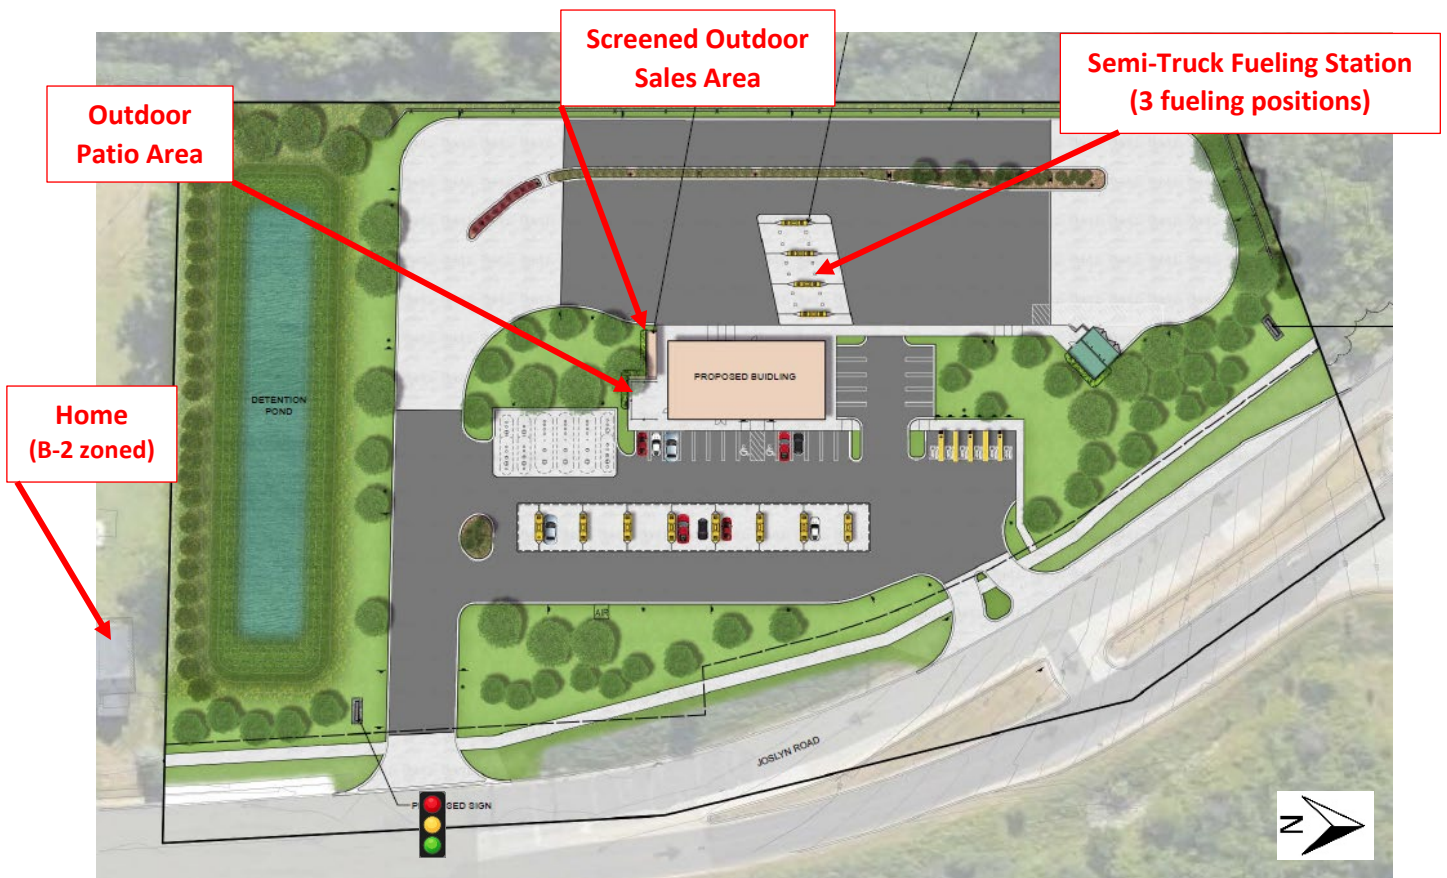 Screened Outdoor
Sales Area
Semi-Truck Fueling Station
(3 fueling positions)
Outdoor
Patio Area
PROPOSED BUIDLING
DETENTION
POND
Home
(B-2 zoned)
AIR
JOSLYN ROAD
SED SIGN
N